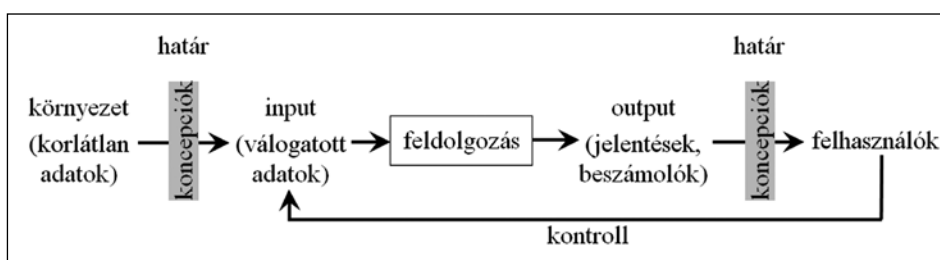 határ
határ
környezet
(korlátlan
adatok)
koncepciók
input
(válogatott
adatok)
feldolgozás
output
(jelentések,
beszámolók)
koncepciók
felhasználók
kontroll